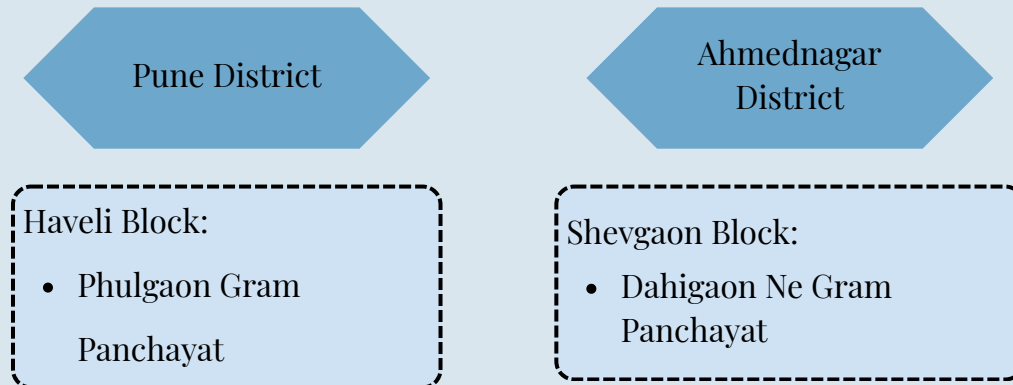 Pune District
Ahmednagar
District
Haveli Block:
• Phulgaon Gram
Panchayat
Shevgaon Block:
• Dahigaon Ne Gram
Panchayat